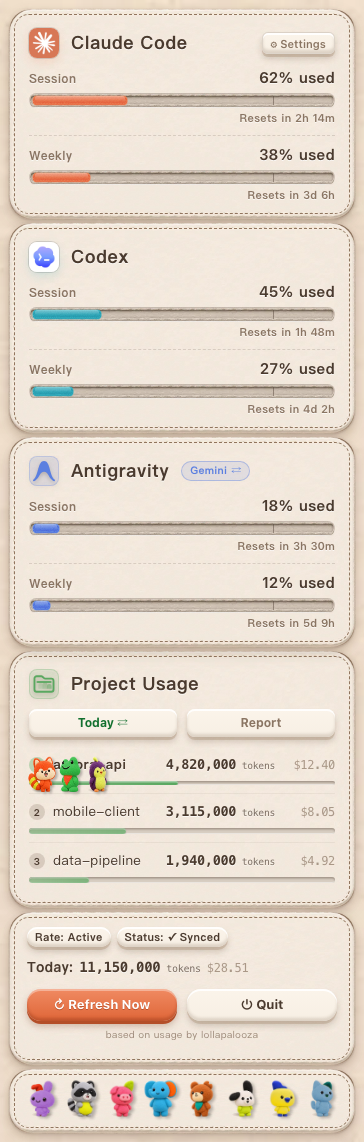 Claude Code
⚙ Settings
Session 62% used
Resets in 2h 14m
Weekly 38% used
Resets in 3d 6h
Codex
Session 45% used
Resets in 1h 48m
Weekly 27% used
Resets in 4d 2h
Antigravity Gemini ⇄
Session 18% used
Resets in 3h 30m
Weekly 12% used
Resets in 5d 9h
Project Usage
Today ⇄ Report
api 4,820,000 tokens $12.40
2 mobile-client 3,115,000 tokens $8.05
3 data-pipeline 1,940,000 tokens $4.92
Rate: Active Status: ✓ Synced
Today: 11,150,000 tokens $28.51
↻ Refresh Now ⏻ Quit
based on usage by lollapalooza